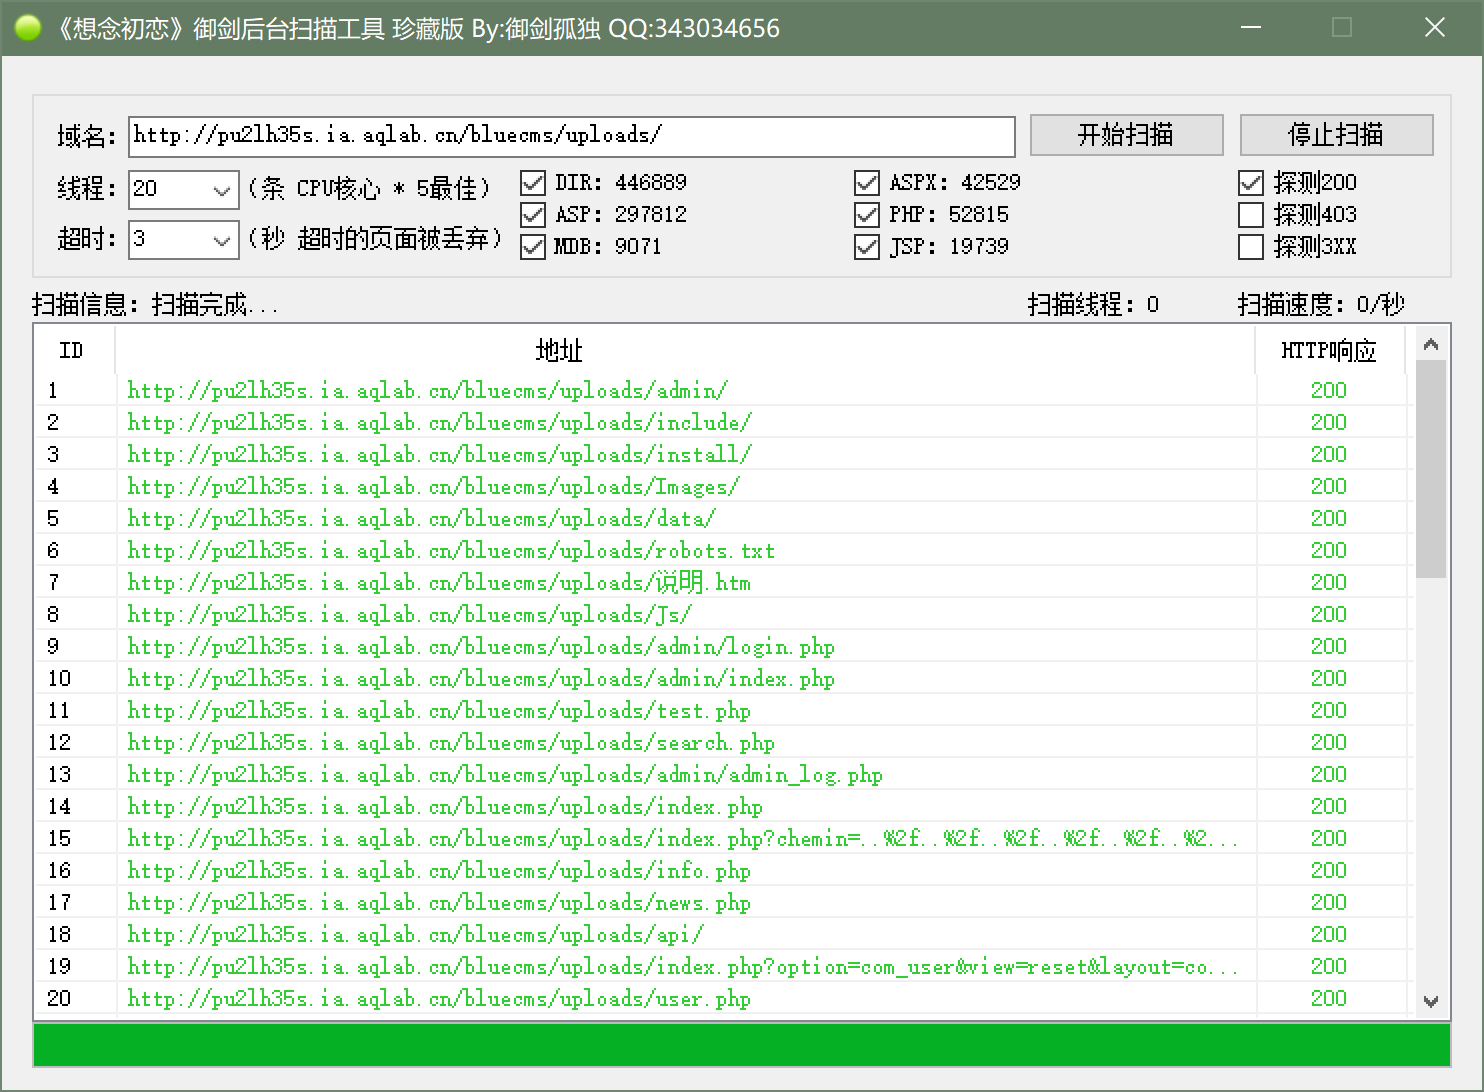 《想念初恋》御剑后台扫描工具 珍藏版 By:御剑孤独 QQ:343034656
域名: http://pu2lh35s.ia.aqlab.cn/bluecms/uploads/ 开始扫描 停止扫描
线程: 20 (条 CPU核心 * 5最佳) DIR: 446889 ASPX: 42529 探测200
ASP: 297812 PHP: 52815 探测403
超时: 3 (秒 超时的页面被丢弃) MDB: 9071 JSP: 19739 探测3XX
扫描信息: 扫描完成... 扫描线程: 0 扫描速度: 0/秒
ID 地址 HTTP响应
1 http://pu2lh35s.ia.aqlab.cn/bluecms/uploads/admin/ 200
2 http://pu2lh35s.ia.aqlab.cn/bluecms/uploads/include/ 200
3 http://pu2lh35s.ia.aqlab.cn/bluecms/uploads/install/ 200
4 http://pu2lh35s.ia.aqlab.cn/bluecms/uploads/Images/ 200
5 http://pu2lh35s.ia.aqlab.cn/bluecms/uploads/data/ 200
6 http://pu2lh35s.ia.aqlab.cn/bluecms/uploads/robots.txt 200
7 http://pu2lh35s.ia.aqlab.cn/bluecms/uploads/说明.htm 200
8 http://pu2lh35s.ia.aqlab.cn/bluecms/uploads/Js/ 200
9 http://pu2lh35s.ia.aqlab.cn/bluecms/uploads/admin/login.php 200
10 http://pu2lh35s.ia.aqlab.cn/bluecms/uploads/admin/index.php 200
11 http://pu2lh35s.ia.aqlab.cn/bluecms/uploads/test.php 200
12 http://pu2lh35s.ia.aqlab.cn/bluecms/uploads/search.php 200
13 http://pu2lh35s.ia.aqlab.cn/bluecms/uploads/admin/admin_log.php 200
14 http://pu2lh35s.ia.aqlab.cn/bluecms/uploads/index.php 200
15 http://pu2lh35s.ia.aqlab.cn/bluecms/uploads/index.php?chemin=..%2f..%2f..%2f..%2f..%2f..%2... 200
16 http://pu2lh35s.ia.aqlab.cn/bluecms/uploads/info.php 200
17 http://pu2lh35s.ia.aqlab.cn/bluecms/uploads/news.php 200
18 http://pu2lh35s.ia.aqlab.cn/bluecms/uploads/api/ 200
19 http://pu2lh35s.ia.aqlab.cn/bluecms/uploads/index.php?option=com_user&view=reset&layout=co... 200
20 http://pu2lh35s.ia.aqlab.cn/bluecms/uploads/user.php 200